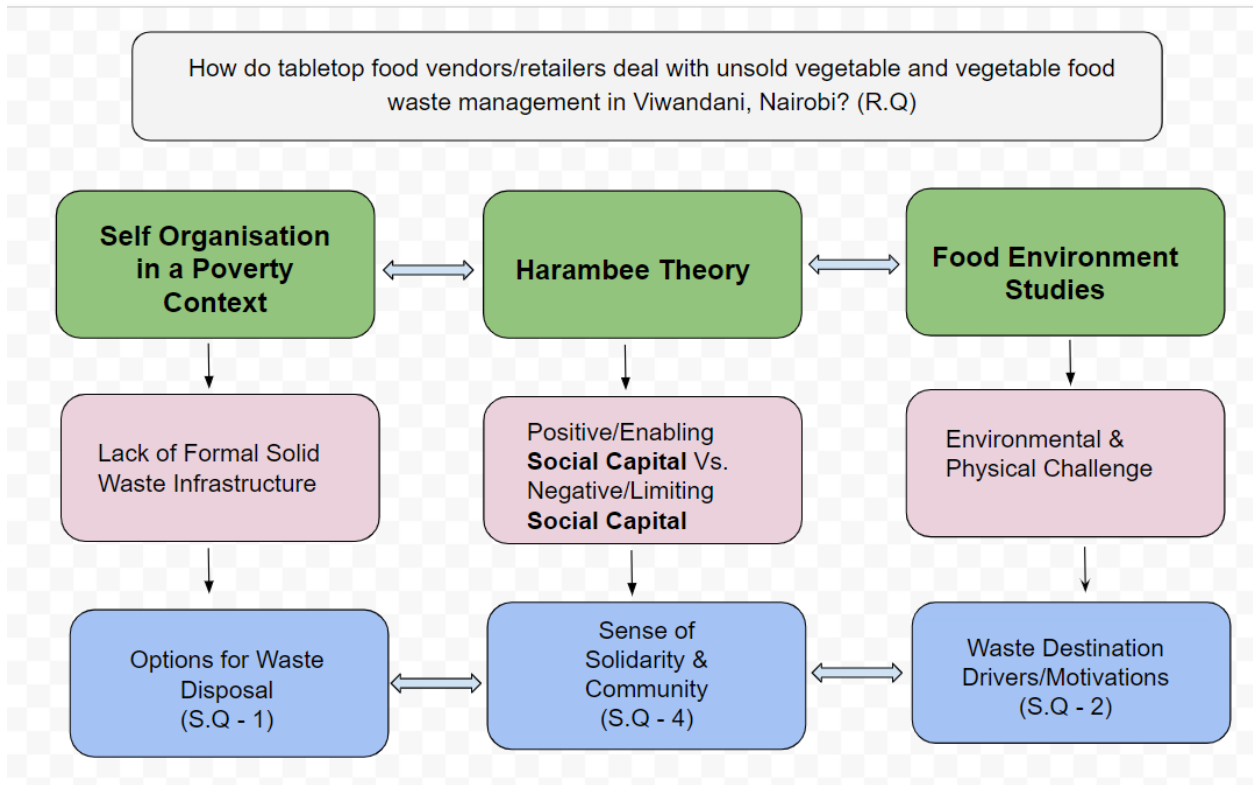 How do tabletop food vendors/retailers deal with unsold vegetable and vegetable food
waste management in Viwandani, Nairobi? (R.Q)
Self Organisation
in a Poverty
Context
Harambee Theory
Food Environment
Studies
Lack of Formal Solid
Waste Infrastructure
Positive/Enabling
Social Capital Vs.
Negative/Limiting
Social Capital
Environmental &
Physical Challenge
Options for Waste
Disposal
(S.Q - 1)
Sense of
Solidarity &
Community
(S.Q - 4)
Waste Destination
Drivers/Motivations
(S.Q - 2)